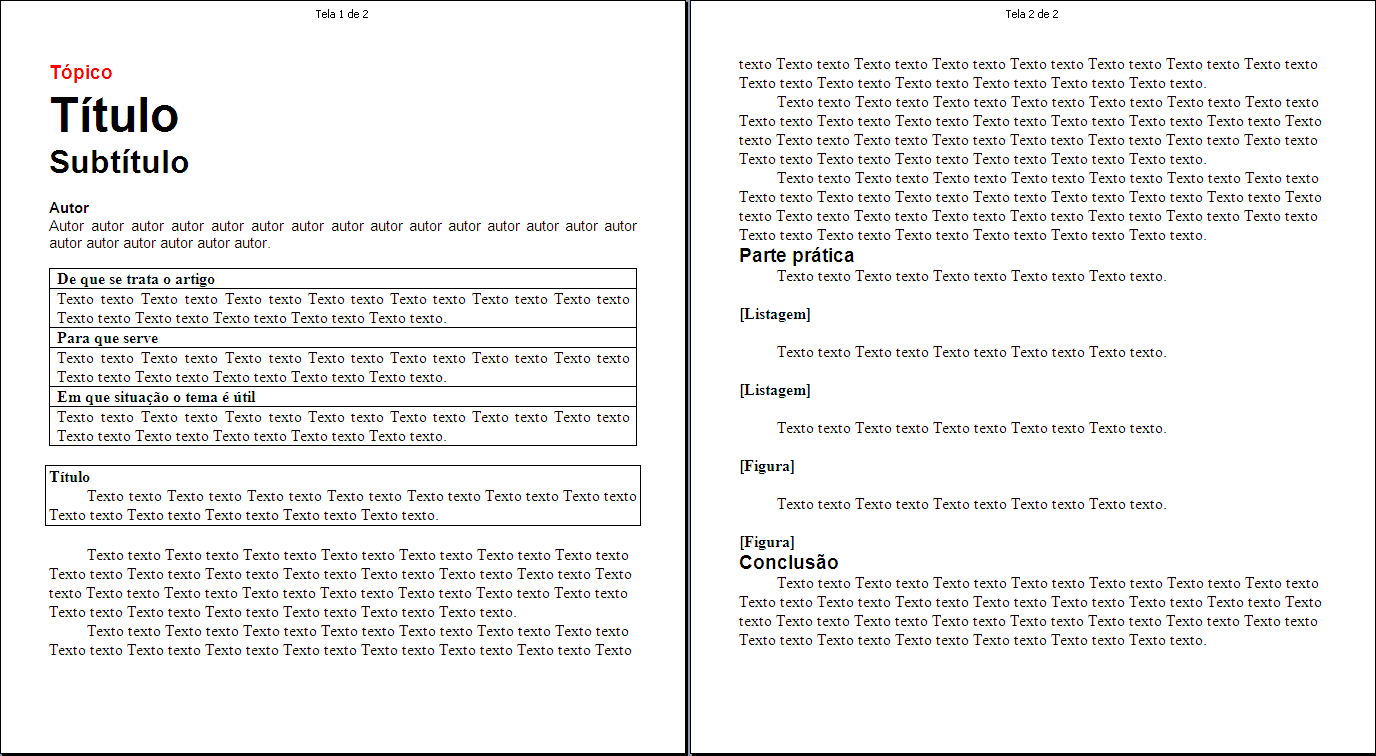 Tela 1 de 2
Tópico
Título
Subtítulo
Autor
Autor autor autor autor autor autor autor autor autor autor autor autor autor autor autor
autor autor autor autor autor autor.
De que se trata o artigo
Texto texto Texto texto Texto texto Texto texto Texto texto Texto texto Texto texto
Texto texto Texto texto Texto texto Texto texto Texto texto.
Para que serve
Texto texto Texto texto Texto texto Texto texto Texto texto Texto texto Texto texto
Texto texto Texto texto Texto texto Texto texto Texto texto.
Em que situação o tema é útil
Texto texto Texto texto Texto texto Texto texto Texto texto Texto texto Texto texto
Texto texto Texto texto Texto texto Texto texto Texto texto.
Título
Texto texto Texto texto Texto texto Texto texto Texto texto Texto texto Texto texto
Texto texto Texto texto Texto texto Texto texto Texto texto.
Texto texto Texto texto Texto texto Texto texto Texto texto Texto texto Texto texto
Texto texto Texto texto Texto texto Texto texto Texto texto Texto texto Texto texto Texto
texto Texto texto Texto texto Texto texto Texto texto Texto texto Texto texto Texto texto
Texto texto Texto texto Texto texto Texto texto Texto texto Texto texto.
Texto texto Texto texto Texto texto Texto texto Texto texto Texto texto Texto texto
Texto texto Texto texto Texto texto Texto texto Texto texto Texto texto Texto texto Texto
Tela 2 de 2
texto Texto texto Texto texto Texto texto Texto texto Texto texto Texto texto Texto texto
Texto texto Texto texto Texto texto Texto texto Texto texto Texto texto.
Texto texto Texto texto Texto texto Texto texto Texto texto Texto texto Texto texto
Texto texto Texto texto Texto texto Texto texto Texto texto Texto texto Texto texto Texto
texto Texto texto Texto texto Texto texto Texto texto Texto texto Texto texto Texto texto
Texto texto Texto texto Texto texto Texto texto Texto texto Texto texto.
Texto texto Texto texto Texto texto Texto texto Texto texto Texto texto Texto texto
Texto texto Texto texto Texto texto Texto texto Texto texto Texto texto Texto texto Texto
texto Texto texto Texto texto Texto texto Texto texto Texto texto Texto texto Texto texto
Texto texto Texto texto Texto texto Texto texto Texto texto Texto texto.
Parte prática
Texto texto Texto texto Texto texto Texto texto Texto texto.
[Listagem]
Texto texto Texto texto Texto texto Texto texto Texto texto.
[Listagem]
Texto texto Texto texto Texto texto Texto texto Texto texto.
[Figura]
Texto texto Texto texto Texto texto Texto texto Texto texto.
[Figura]
Conclusão
Texto texto Texto texto Texto texto Texto texto Texto texto Texto texto Texto texto
Texto texto Texto texto Texto texto Texto texto Texto texto Texto texto Texto texto Texto
texto Texto texto Texto texto Texto texto Texto texto Texto texto Texto texto Texto texto
Texto texto Texto texto Texto texto Texto texto Texto texto Texto texto.